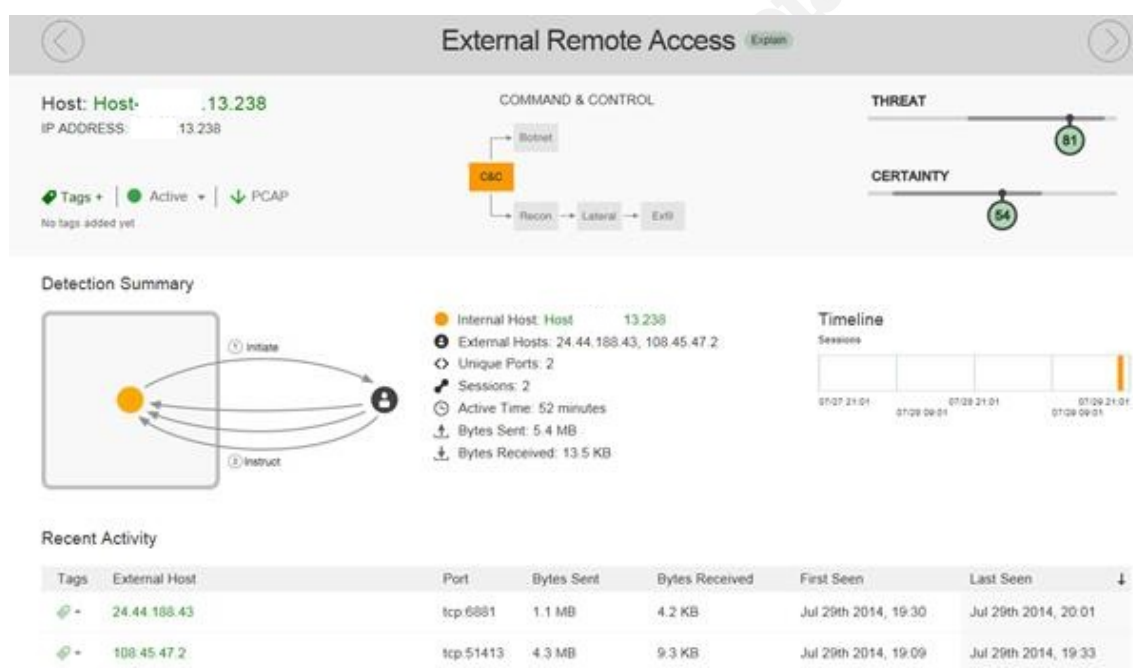 External Remote Access Explain
Host: Host- .13.238
IP ADDRESS: 13.238
Tags + Active PCAP
No tags added yet
COMMAND & CONTROL
Botnet
C&C
Recon Lateral Exfil
THREAT
81
CERTAINTY
54
Detection Summary
1 Initiate
2 Instruct
Internal Host: Host 13.238
External Hosts: 24.44.188.43, 108.45.47.2
Unique Ports: 2
Sessions: 2
Active Time: 52 minutes
Bytes Sent: 5.4 MB
Bytes Received: 13.5 KB
Timeline
Sessions
07/27 21:01 07/28 09:01 07/28 21:01 07/29 09:01 07/29 21:01
Recent Activity
Tags External Host Port Bytes Sent Bytes Received First Seen Last Seen
24.44.188.43 tcp:6881 1.1 MB 4.2 KB Jul 29th 2014, 19:30 Jul 29th 2014, 20:01
108.45.47.2 tcp:51413 4.3 MB 9.3 KB Jul 29th 2014, 19:09 Jul 29th 2014, 19:33